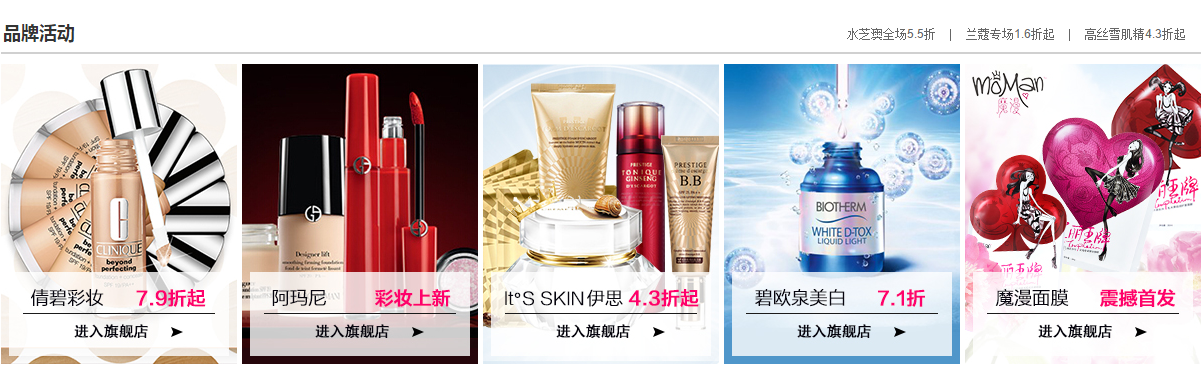 品牌活动
水芝澳全场5.5折 | 兰蔻专场1.6折起 | 高丝雪肌精4.3折起
CLINIQUE
beyond
perfecting
倩碧彩妆 7.9折起
进入旗舰店
Designer lift
smoothing firming foundation
阿玛尼 彩妆上新
进入旗舰店
PRESTIGE
TONIQUE
GINSENG
D'ESCARGOT
PRESTIGE
B.B
It°S SKIN伊思 4.3折起
进入旗舰店
BIOTHERM
WHITE D-TOX
LIQUID LIGHT
碧欧泉美白 7.1折
进入旗舰店
魔漫
魔漫面膜 震撼首发
进入旗舰店